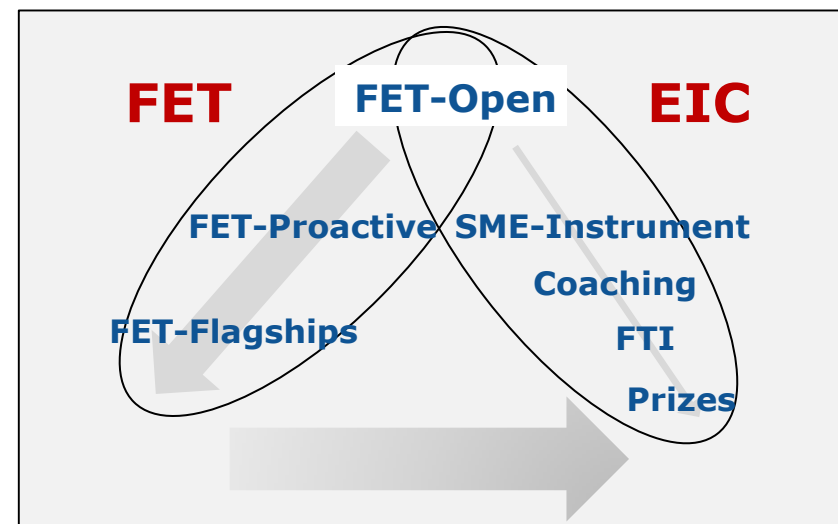 FET
FET-Open
EIC
FET-Proactive
SME-Instrument
Coaching
FET-Flagships
FTI
Prizes